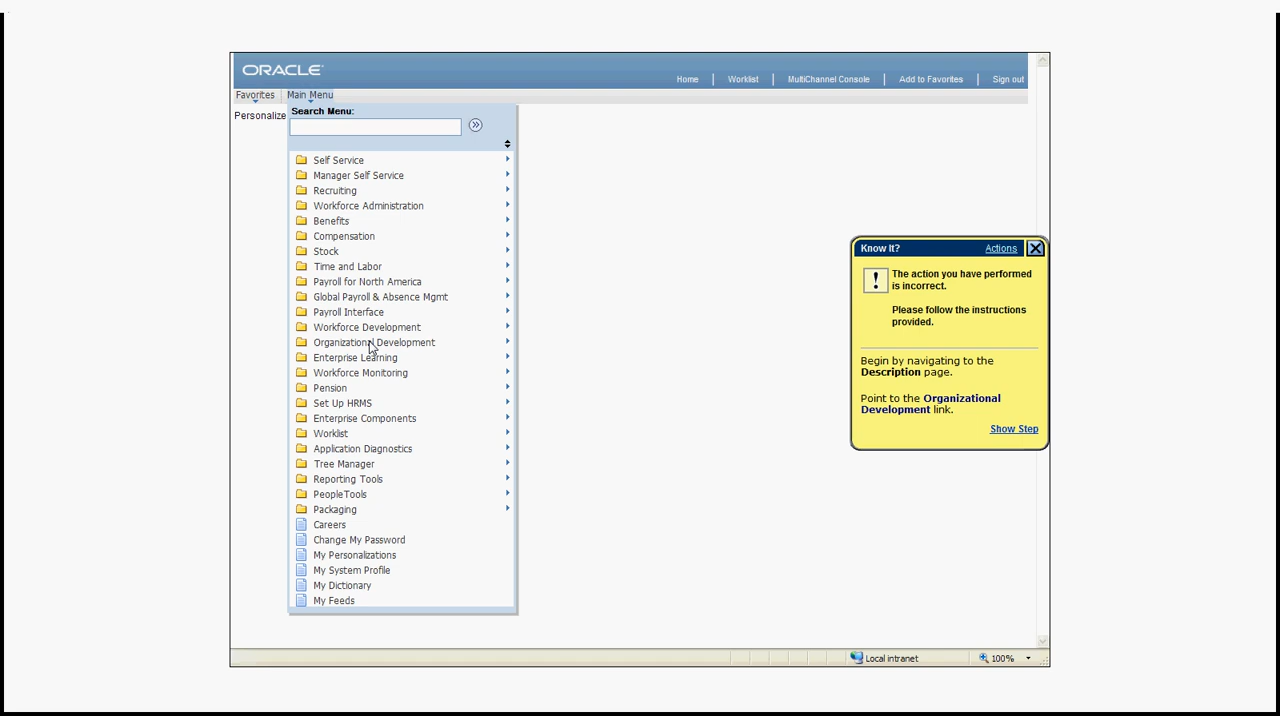 ORACLE
Home | Worklist | MultiChannel Console | Add to Favorites | Sign out
Favorites Main Menu
Personalize
Search Menu:
Self Service
Manager Self Service
Recruiting
Workforce Administration
Benefits
Compensation
Stock
Time and Labor
Payroll for North America
Global Payroll & Absence Mgmt
Payroll Interface
Workforce Development
Organizational Development
Enterprise Learning
Workforce Monitoring
Pension
Set Up HRMS
Enterprise Components
Worklist
Application Diagnostics
Tree Manager
Reporting Tools
PeopleTools
Packaging
Careers
Change My Password
My Personalizations
My System Profile
My Dictionary
My Feeds
Know It? Actions
! The action you have performed
is incorrect.
Please follow the instructions
provided.
Begin by navigating to the
Description page.
Point to the Organizational
Development link.
Show Step
Local intranet 100%